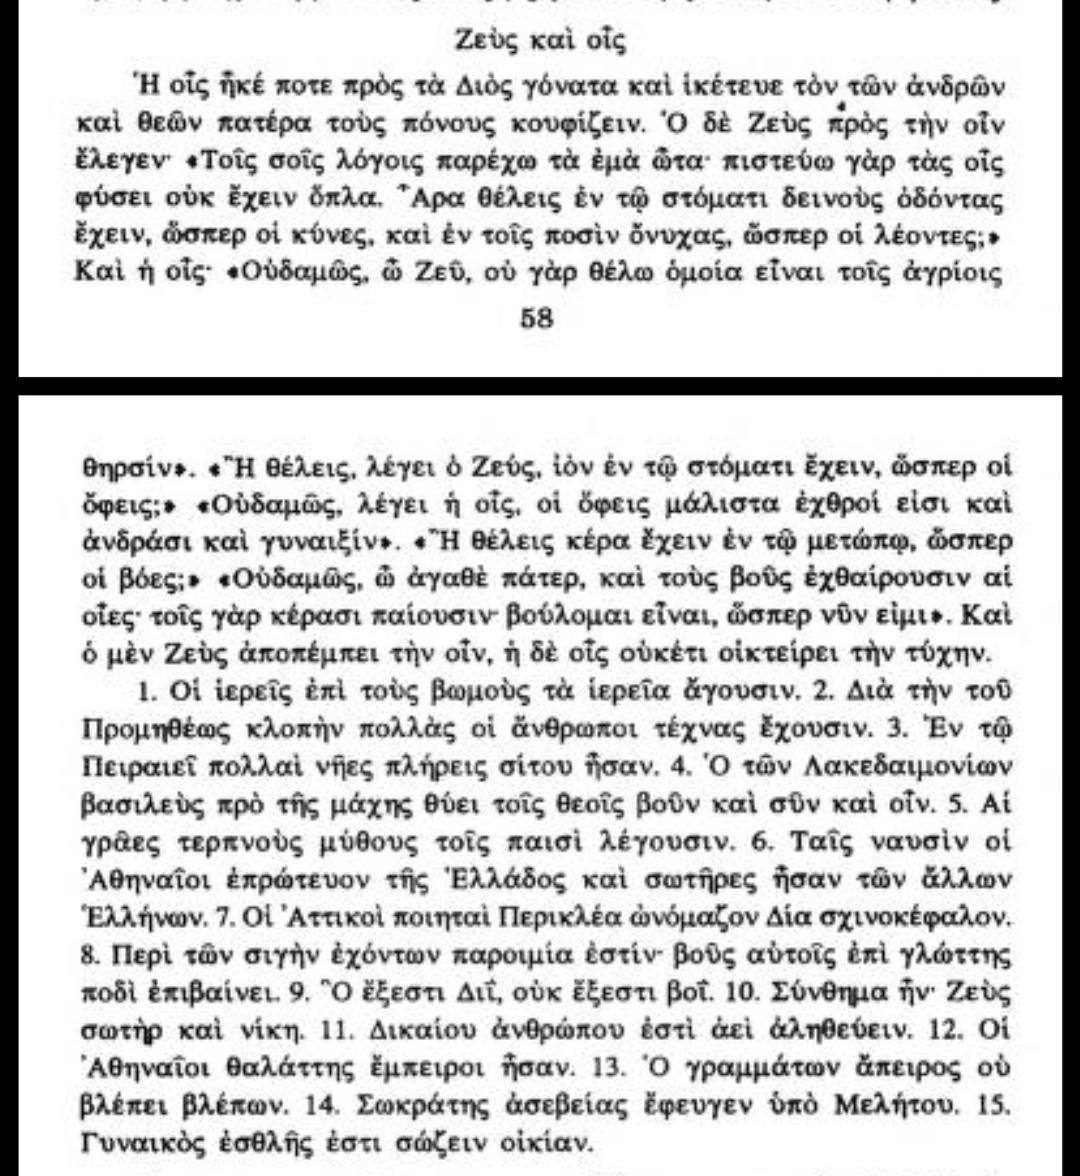 Ζεὺς καὶ οἶς
Ἡ οἶς ἧκέ ποτε πρὸς τὰ Διὸς γόνατα καὶ ἱκέτευε τὸν τῶν ἀνδρῶν
καὶ θεῶν πατέρα τοὺς πόνους κουφίζειν. Ὁ δὲ Ζεὺς πρὸς τὴν οἶν
ἔλεγεν· «Τοῖς σοῖς λόγοις παρέχω τὰ ἐμὰ ὦτα· πιστεύω γὰρ τὰς οἶς
φύσει οὐκ ἔχειν ὅπλα. Ἆρα θέλεις ἐν τῷ στόματι δεινοὺς ὀδόντας
ἔχειν, ὥσπερ οἱ κύνες, καὶ ἐν τοῖς ποσὶν ὄνυχας, ὥσπερ οἱ λέοντες;»
Καὶ ἡ οἶς· «Οὐδαμῶς, ὦ Ζεῦ, οὐ γὰρ θέλω ὁμοία εἶναι τοῖς ἀγρίοις
58
θηρσίν». «Ἢ θέλεις, λέγει ὁ Ζεύς, ἰὸν ἐν τῷ στόματι ἔχειν, ὥσπερ οἱ
ὄφεις;» «Οὐδαμῶς, λέγει ἡ οἶς, οἱ ὄφεις μάλιστα ἐχθροί εἰσι καὶ
ἀνδράσι καὶ γυναιξίν». «Ἢ θέλεις κέρα ἔχειν ἐν τῷ μετώπῳ, ὥσπερ
οἱ βόες;» «Οὐδαμῶς, ὦ ἀγαθὲ πάτερ, καὶ τοὺς βοῦς ἐχθαίρουσιν αἱ
οἶες· τοῖς γὰρ κέρασι παίουσιν· βούλομαι εἶναι, ὥσπερ νῦν εἰμι». Καὶ
ὁ μὲν Ζεὺς ἀποπέμπει τὴν οἶν, ἡ δὲ οἶς οὐκέτι οἰκτείρει τὴν τύχην.
1. Οἱ ἱερεῖς ἐπὶ τοὺς βωμοὺς τὰ ἱερεῖα ἄγουσιν. 2. Διὰ τὴν τοῦ
Προμηθέως κλοπὴν πολλὰς οἱ ἄνθρωποι τέχνας ἔχουσιν. 3. Ἐν τῷ
Πειραιεῖ πολλαὶ νῆες πλήρεις σίτου ἦσαν. 4. Ὁ τῶν Λακεδαιμονίων
βασιλεὺς πρὸ τῆς μάχης θύει τοῖς θεοῖς βοῦν καὶ σῦν καὶ οἶν. 5. Αἱ
γρᾶες τερπνοὺς μύθους τοῖς παισὶ λέγουσιν. 6. Ταῖς ναυσὶν οἱ
Ἀθηναῖοι ἐπρώτευον τῆς Ἑλλάδος καὶ σωτῆρες ἦσαν τῶν ἄλλων
Ἑλλήνων. 7. Οἱ Ἀττικοὶ ποιηταὶ Περικλέα ὠνόμαζον Δία σχινοκέφαλον.
8. Περὶ τῶν σιγὴν ἐχόντων παροιμία ἐστίν· βοῦς αὐτοῖς ἐπὶ γλώττης
ποδὶ ἐπιβαίνει. 9. Ὃ ἔξεστι Διΐ, οὐκ ἔξεστι βοΐ. 10. Σύνθημα ἦν· Ζεὺς
σωτὴρ καὶ νίκη. 11. Δικαίου ἀνθρώπου ἐστὶ ἀεὶ ἀληθεύειν. 12. Οἱ
Ἀθηναῖοι θαλάττης ἔμπειροι ἦσαν. 13. Ὁ γραμμάτων ἄπειρος οὐ
βλέπει βλέπων. 14. Σωκράτης ἀσεβείας ἔφευγεν ὑπὸ Μελήτου. 15.
Γυναικὸς ἐσθλῆς ἐστι σῴζειν οἰκίαν.